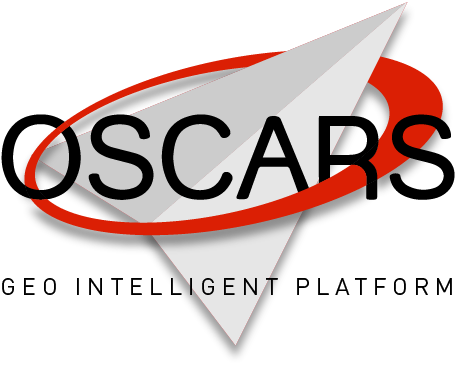 OSCARS
GEO INTELLIGENT PLATFORM